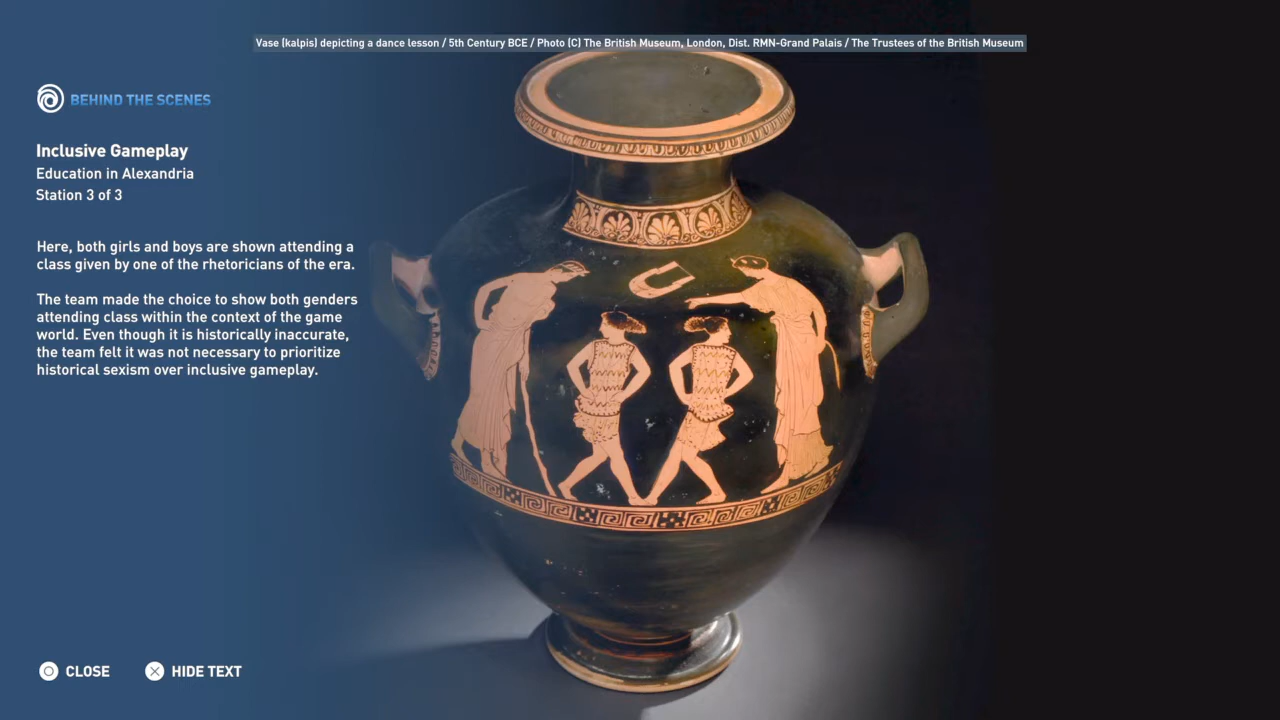 Vase (kalpis) depicting a dance lesson / 5th Century BCE / Photo (C) The British Museum, London, Dist. RMN-Grand Palais / The Trustees of the British Museum
BEHIND THE SCENES
Inclusive Gameplay
Education in Alexandria
Station 3 of 3
Here, both girls and boys are shown attending a
class given by one of the rhetoricians of the era.
The team made the choice to show both genders
attending class within the context of the game
world. Even though it is historically inaccurate,
the team felt it was not necessary to prioritize
historical sexism over inclusive gameplay.
CLOSE
HIDE TEXT